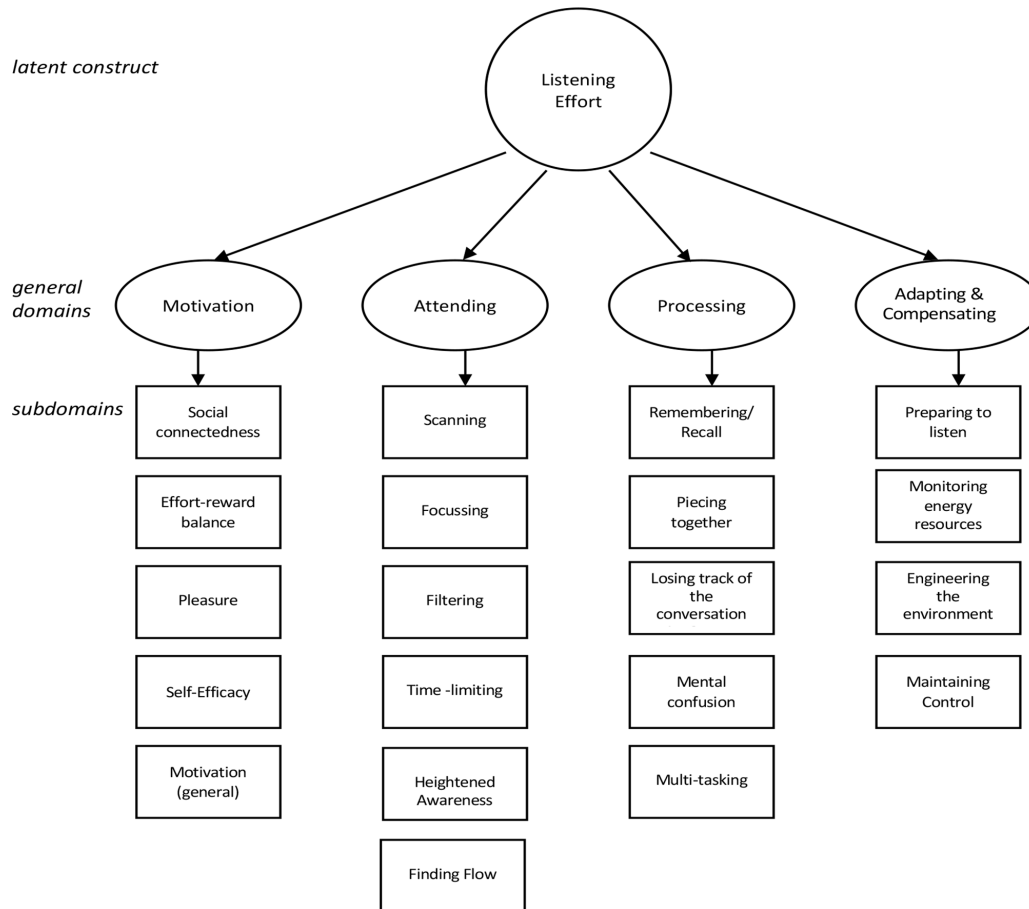 latent construct
Listening
Effort
general
domains
Motivation
Attending
Processing
Adapting &
Compensating
subdomains
Social
connectedness
Scanning
Remembering/
Recall
Preparing to
listen
Effort-reward
balance
Focussing
Piecing
together
Monitoring
energy
resources
Pleasure
Filtering
Losing track of
the
conversation
Engineering
the
environment
Self-Efficacy
Time -limiting
Mental
confusion
Maintaining
Control
Motivation
(general)
Heightened
Awareness
Multi-tasking
Finding Flow